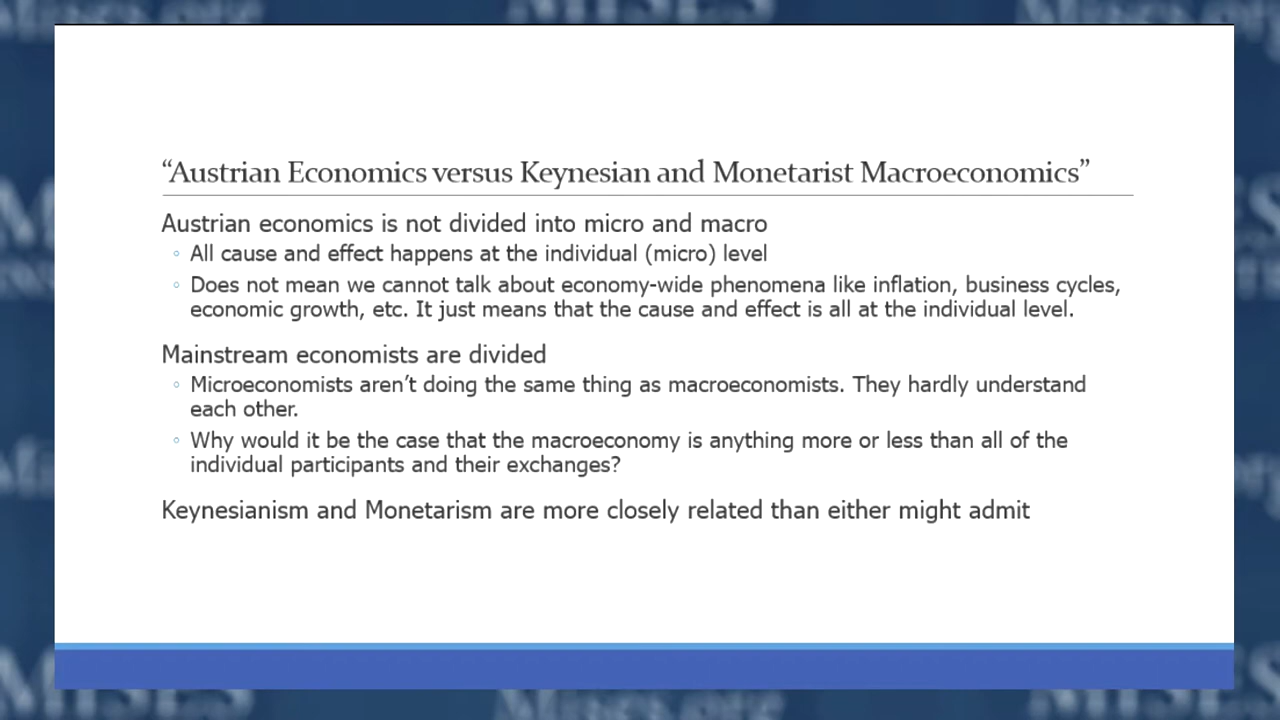 Mises.org
“Austrian Economics versus Keynesian and Monetarist Macroeconomics”
Austrian economics is not divided into micro and macro
◦ All cause and effect happens at the individual (micro) level
◦ Does not mean we cannot talk about economy-wide phenomena like inflation, business cycles,
economic growth, etc. It just means that the cause and effect is all at the individual level.
Mainstream economists are divided
◦ Microeconomists aren’t doing the same thing as macroeconomists. They hardly understand
each other.
◦ Why would it be the case that the macroeconomy is anything more or less than all of the
individual participants and their exchanges?
Keynesianism and Monetarism are more closely related than either might admit
Mises.org